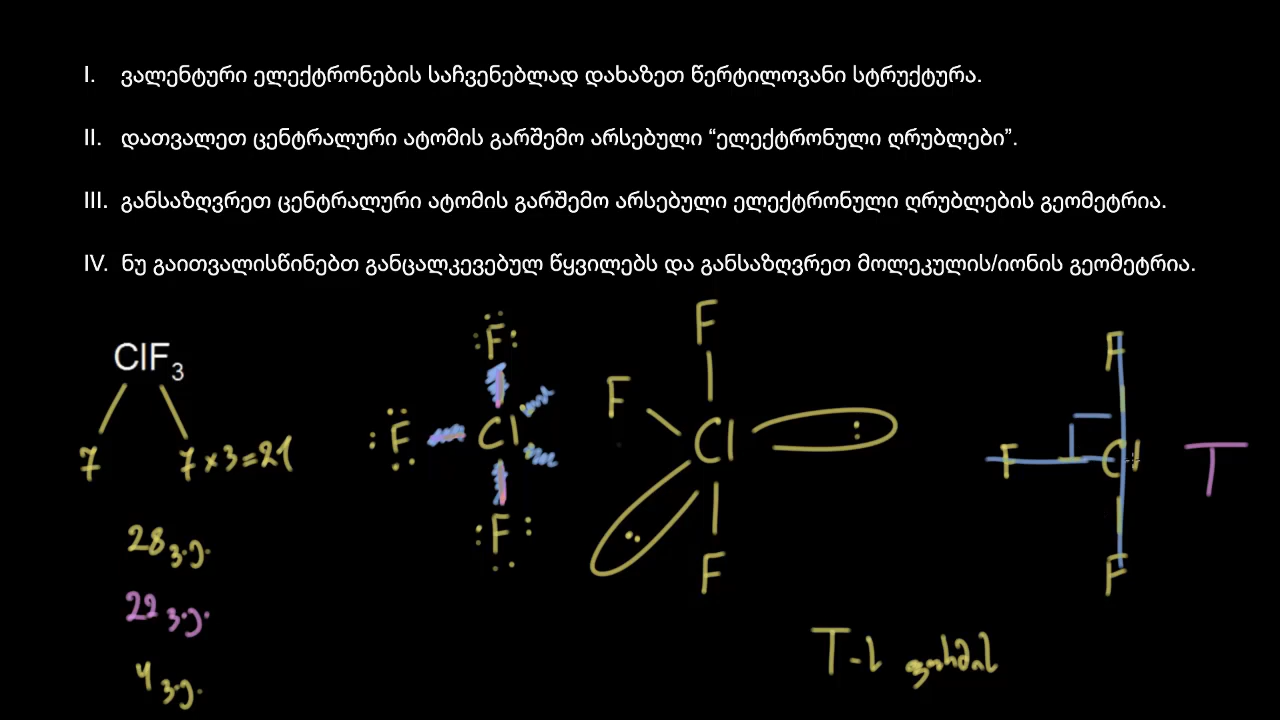 I. ვალენტური ელექტრონების საჩვენებლად დახაზეთ წერტილოვანი სტრუქტურა.
II. დათვალეთ ცენტრალური ატომის გარშემო არსებული “ელექტრონული ღრუბლები”.
III. განსაზღვრეთ ცენტრალური ატომის გარშემო არსებული ელექტრონული ღრუბლების გეომეტრია.
IV. ნუ გაითვალისწინებთ განცალკევებულ წყვილებს და განსაზღვრეთ მოლეკულის/იონის გეომეტრია.
ClF3
7 7×3=21
28 ვ.ე.
22 ვ.ე.
4 ვ.ე.
F
F Cl
F
F
F Cl
F
F
F Cl
F
T
T-ს ფორმის